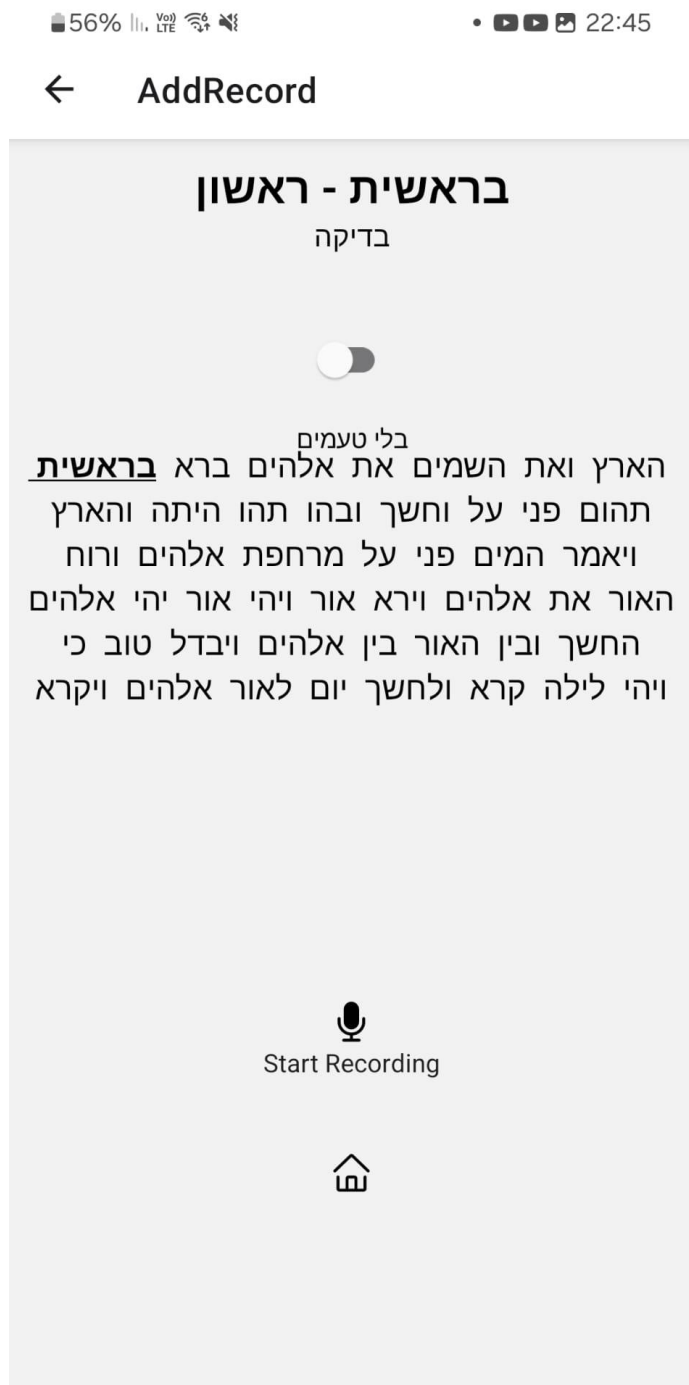 56% Vo)) LTE 6 22:45
AddRecord
בראשית - ראשון
בדיקה
בלי טעמים
הארץ ואת השמים את אלהים ברא בראשית
תהום פני על וחשך ובהו תהו היתה והארץ
ויאמר המים פני על מרחפת אלהים ורוח
האור את אלהים וירא אור ויהי אור יהי אלהים
החשך ובין האור בין אלהים ויבדל טוב כי
ויהי לילה קרא ולחשך יום לאור אלהים ויקרא
Start Recording